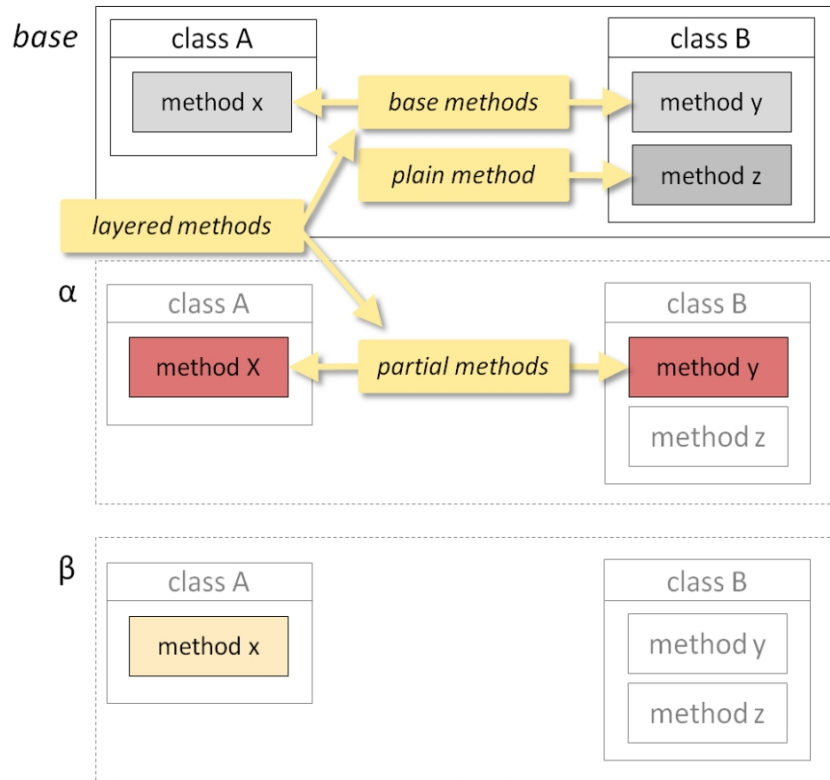 base
class A
class B
method x
base methods
method y
plain method
method z
layered methods
α
class A
class B
method X
partial methods
method y
method z
β
class A
class B
method x
method y
method z